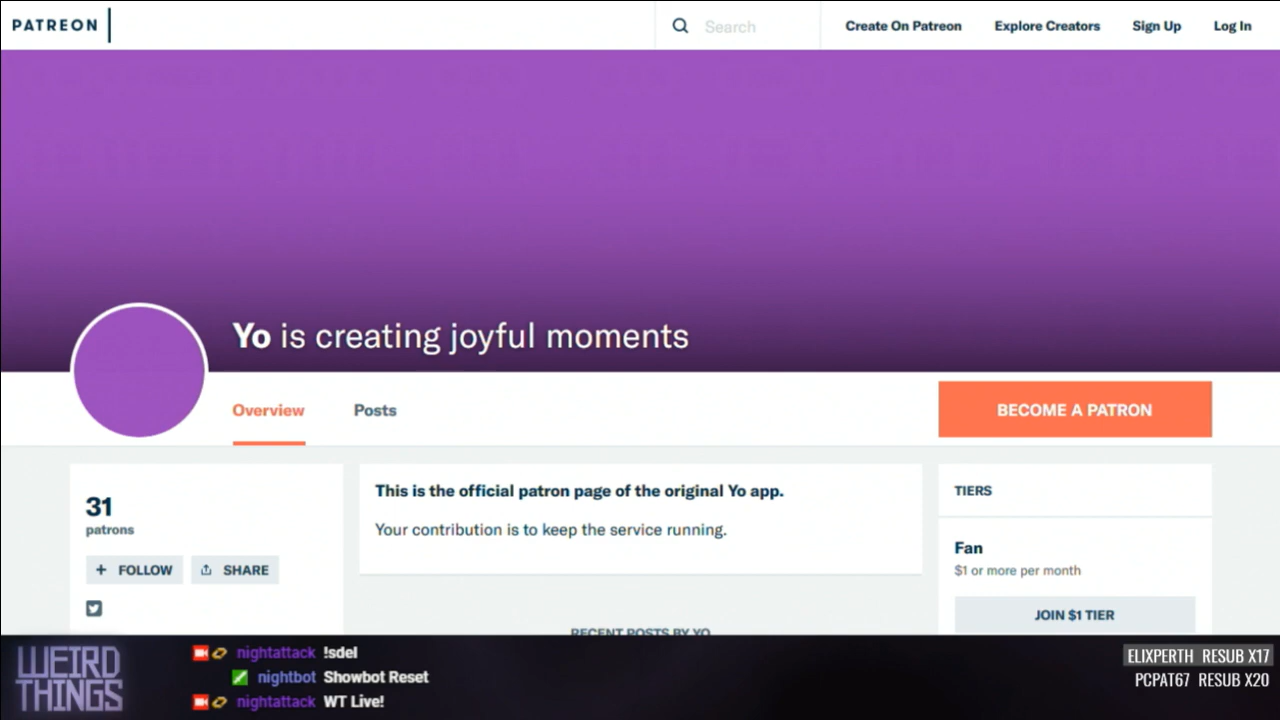 PATREON
Search
Create On Patreon
Explore Creators
Sign Up
Log In
Yo is creating joyful moments
Overview
Posts
BECOME A PATRON
31
patrons
+ FOLLOW
SHARE
This is the official patron page of the original Yo app.
Your contribution is to keep the service running.
RECENT POSTS BY YO
TIERS
Fan
$1 or more per month
JOIN $1 TIER
WEIRD
THINGS
nightattack !sdel
nightbot Showbot Reset
nightattack WT Live!
ELIXPERTH RESUB X17
PCPAT67 RESUB X20